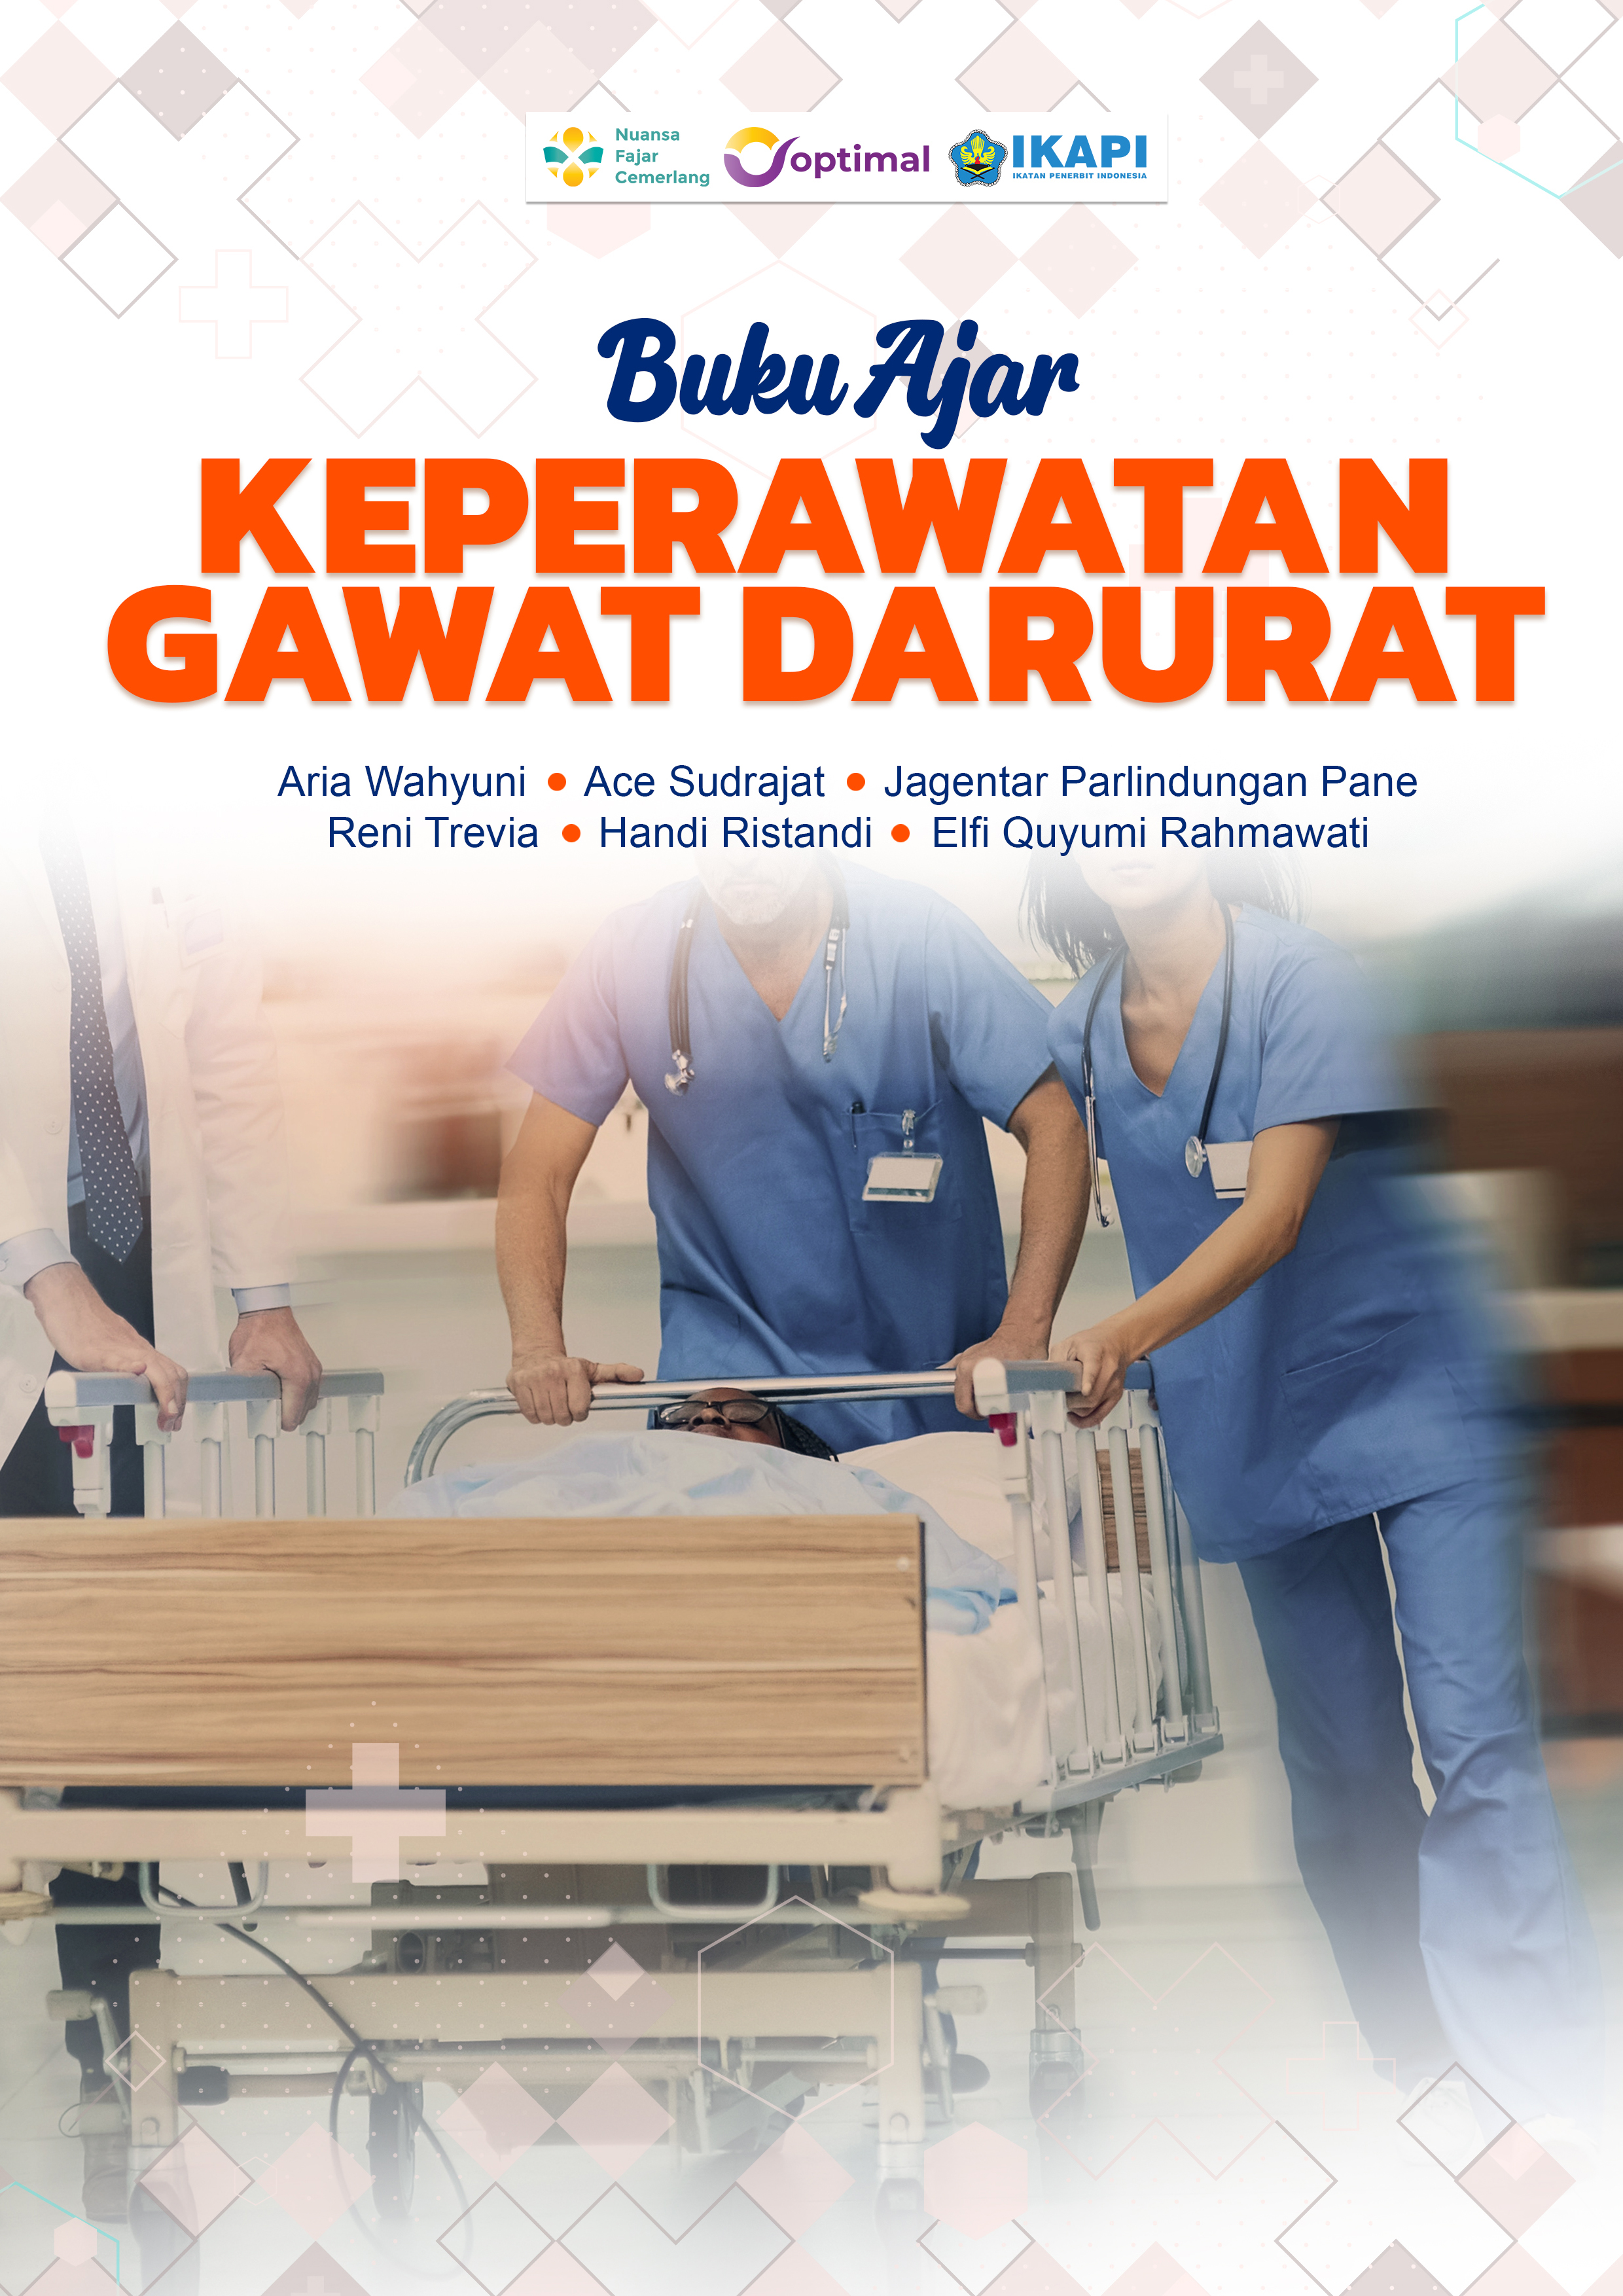 Nuansa
Fajar
Cemerlang
optimal
IKAPI
IKATAN PENERBIT INDONESIA
Buku Ajar
KEPERAWATAN
GAWAT DARURAT
Aria Wahyuni • Ace Sudrajat • Jagentar Parlindungan Pane
Reni Trevia • Handi Ristandi • Elfi Quyumi Rahmawati